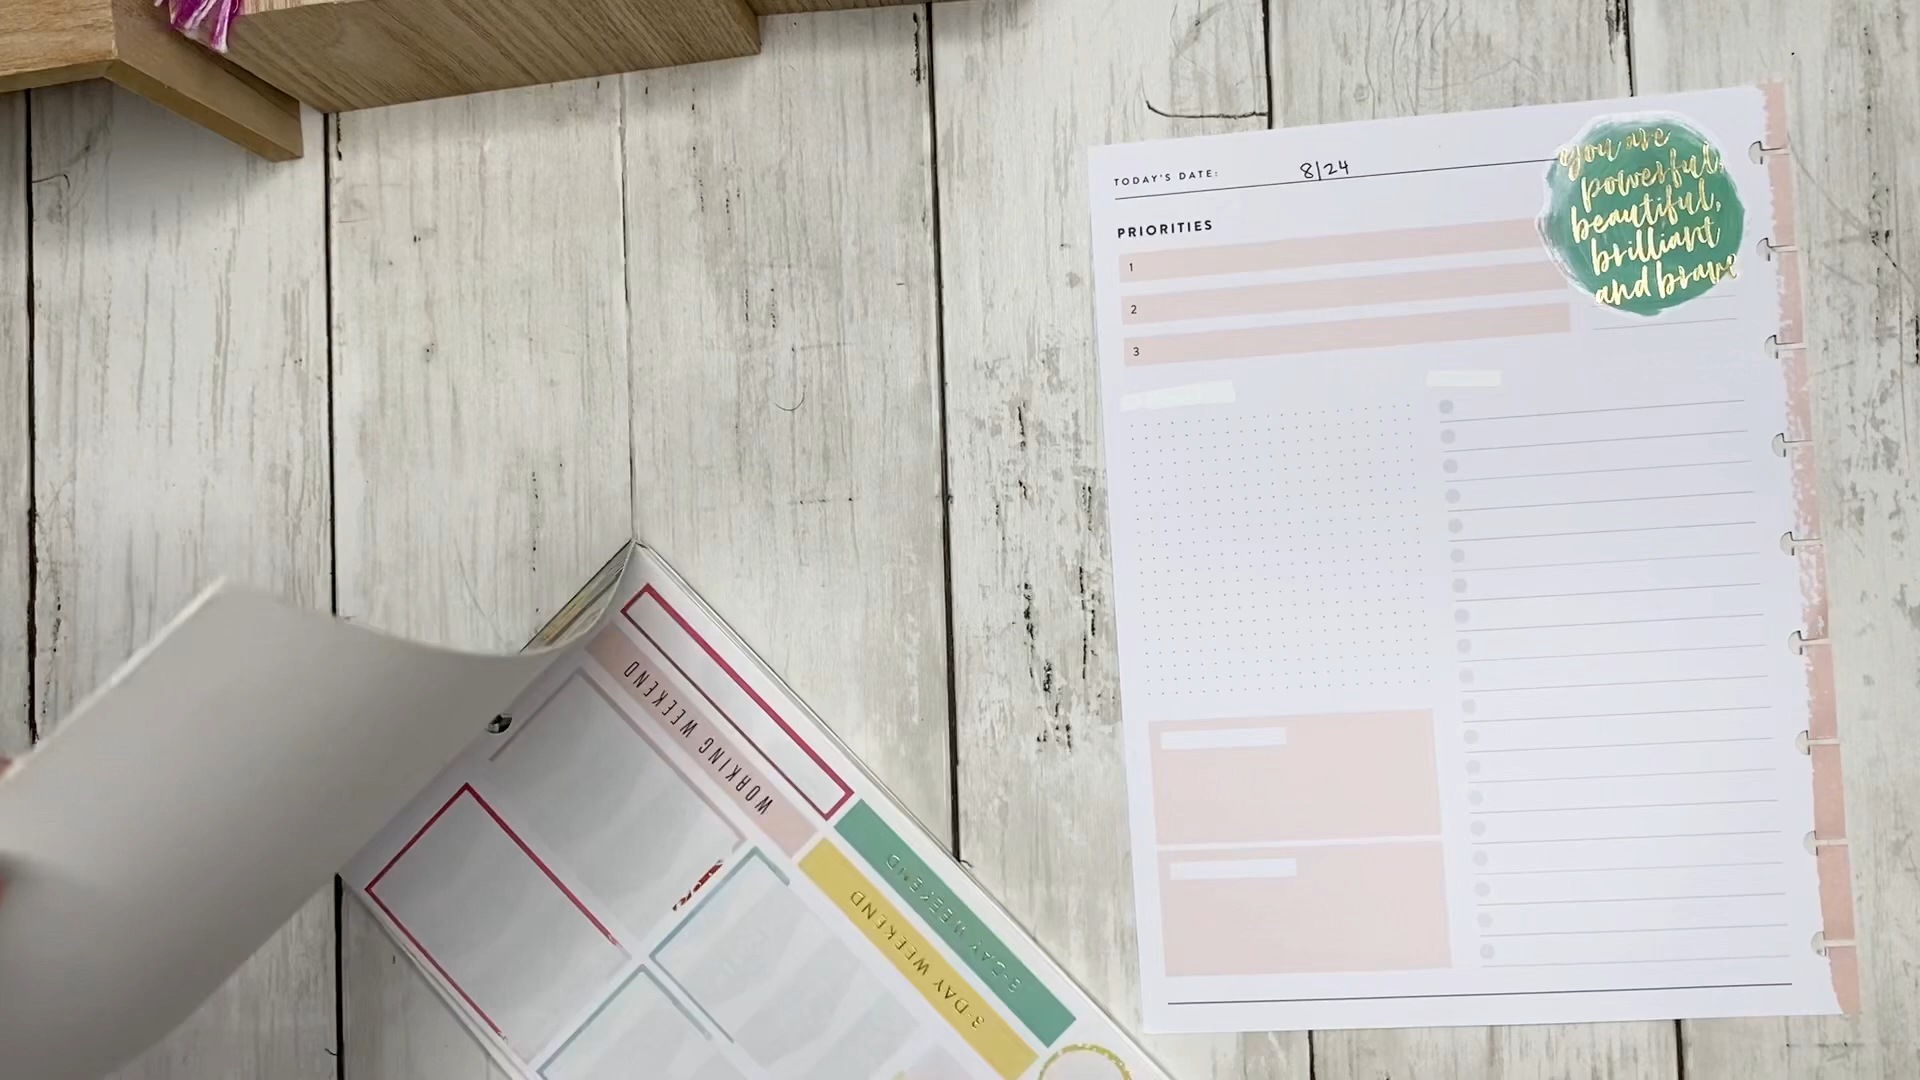 TODAY'S DATE: 8/24
You are
powerful,
beautiful,
brilliant
and brave
PRIORITIES
1
2
3
WORKING WEEKEND
3-DAY WEEKEND
3-DAY WEEKEND